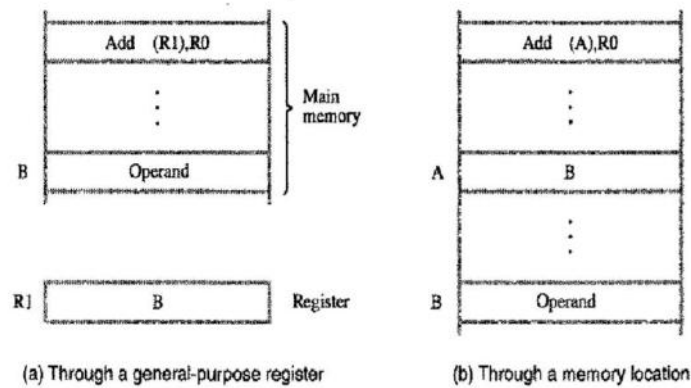 Add (R1),R0
Main
memory
B Operand
R1 B Register
(a) Through a general-purpose register
Add (A),R0
A B
B Operand
(b) Through a memory location